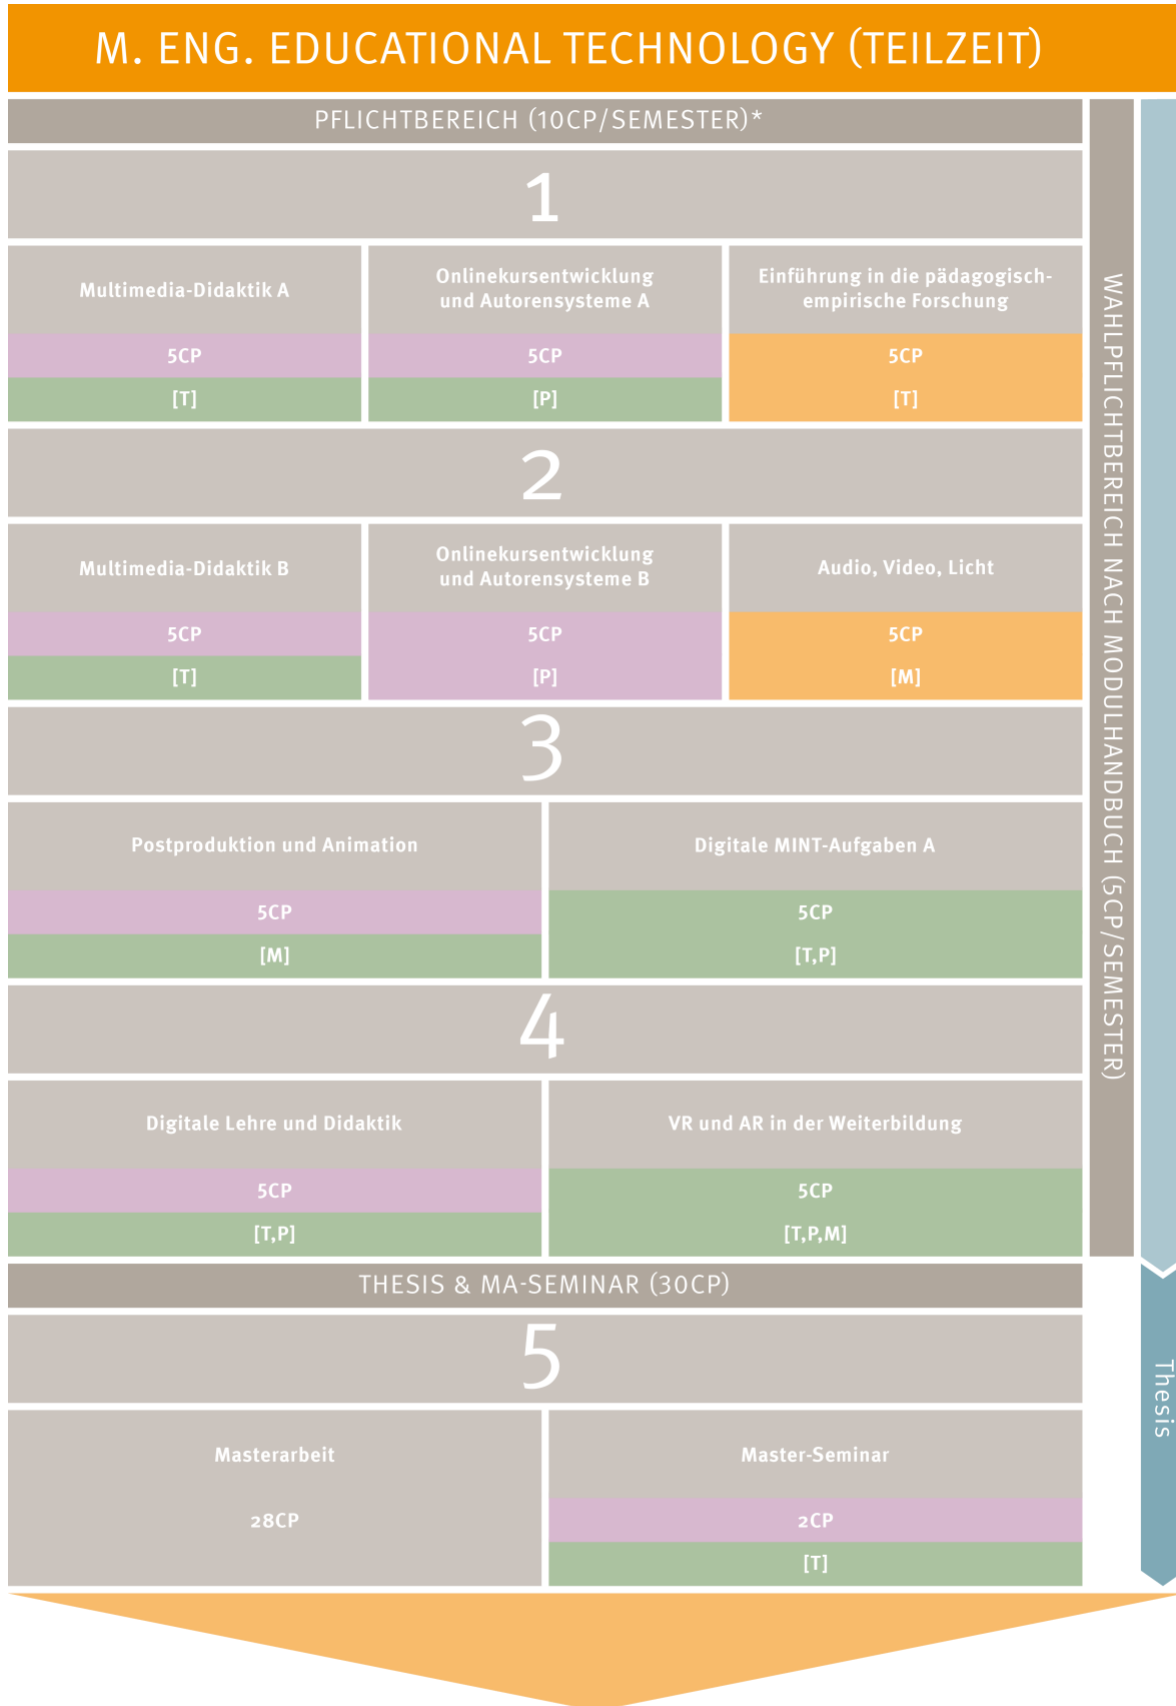 M. ENG. EDUCATIONAL TECHNOLOGY (TEILZEIT)
PFLICHTBEREICH (10CP/SEMESTER)*
1
Multimedia-Didaktik A
5CP
[T]
Onlinekursentwicklung
und Autorensysteme A
5CP
[P]
Einführung in die pädagogisch-
empirische Forschung
5CP
[T]
2
Multimedia-Didaktik B
5CP
[T]
Onlinekursentwicklung
und Autorensysteme B
5CP
[P]
Audio, Video, Licht
5CP
[M]
3
Postproduktion und Animation
5CP
[M]
Digitale MINT-Aufgaben A
5CP
[T,P]
4
Digitale Lehre und Didaktik
5CP
[T,P]
VR und AR in der Weiterbildung
5CP
[T,P,M]
WAHLPFLICHTBEREICH NACH MODULHANDBUCH (5CP/SEMESTER)
THESIS & MA-SEMINAR (30CP)
5
Masterarbeit
28CP
Master-Seminar
2CP
[T]
Thesis